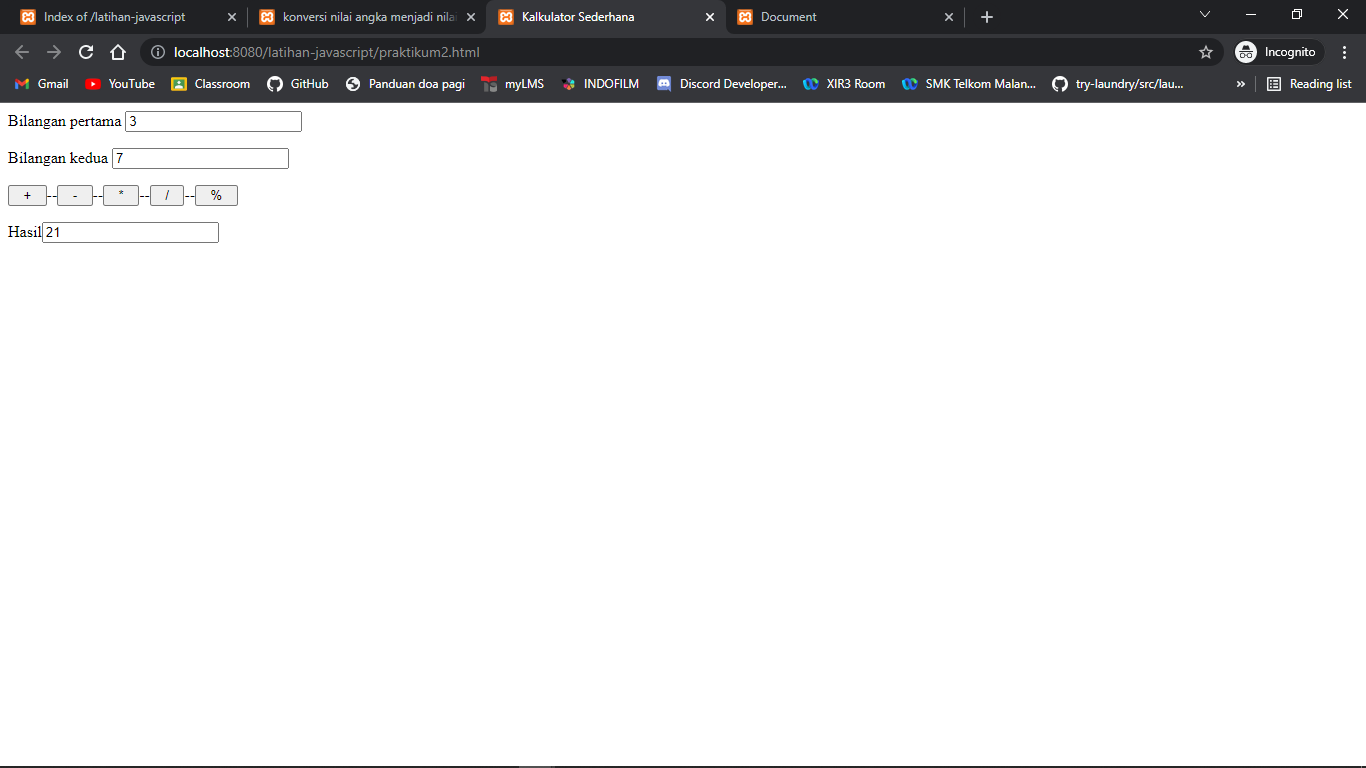 Index of /latihan-javascript
konversi nilai angka menjadi nilai
Kalkulator Sederhana
Document
localhost:8080/latihan-javascript/praktikum2.html
Incognito
Gmail
YouTube
Classroom
GitHub
Panduan doa pagi
myLMS
INDOFILM
Discord Developer...
XIR3 Room
SMK Telkom Malan...
try-laundry/src/lau...
»
Reading list
Bilangan pertama 3
Bilangan kedua 7
+ -- - -- * -- / -- %
Hasil 21